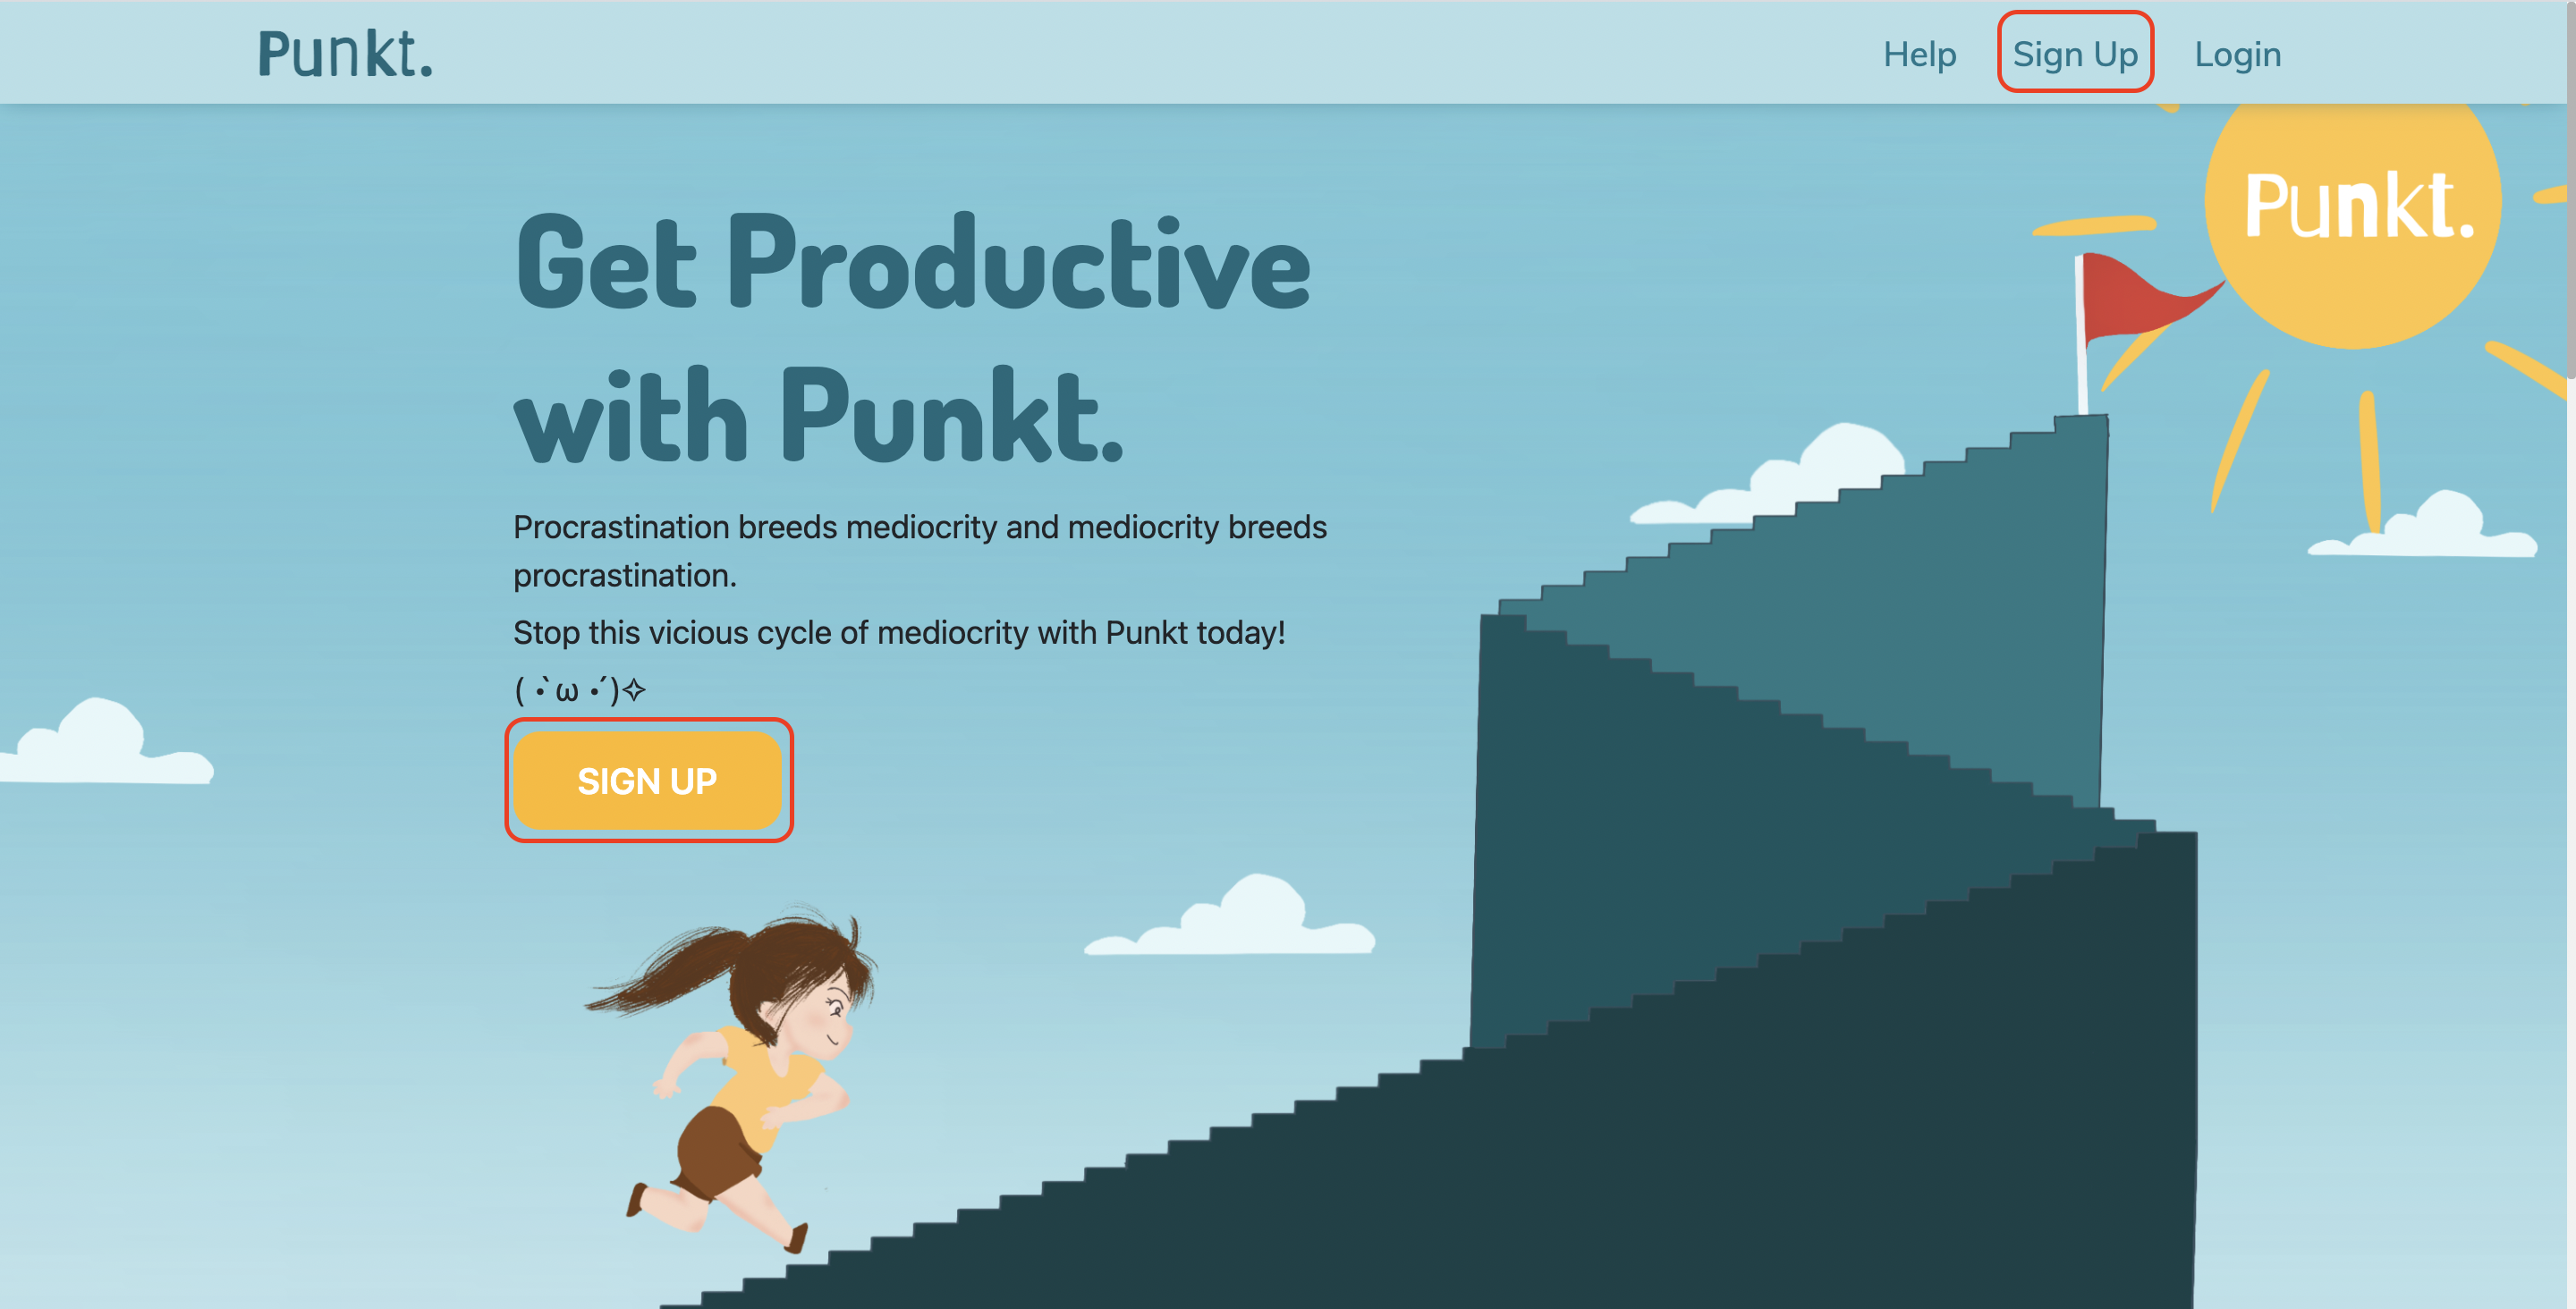 Punkt.
Help
Sign Up
Login
Punkt.
Get Productive
with Punkt.
Procrastination breeds mediocrity and mediocrity breeds
procrastination.
Stop this vicious cycle of mediocrity with Punkt today!
( •̀ ω •́ )✧
SIGN UP